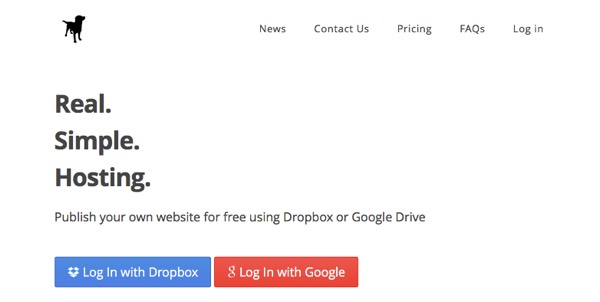 News Contact Us Pricing FAQs Log in
Real.
Simple.
Hosting.
Publish your own website for free using Dropbox or Google Drive
Log In with Dropbox Log In with Google